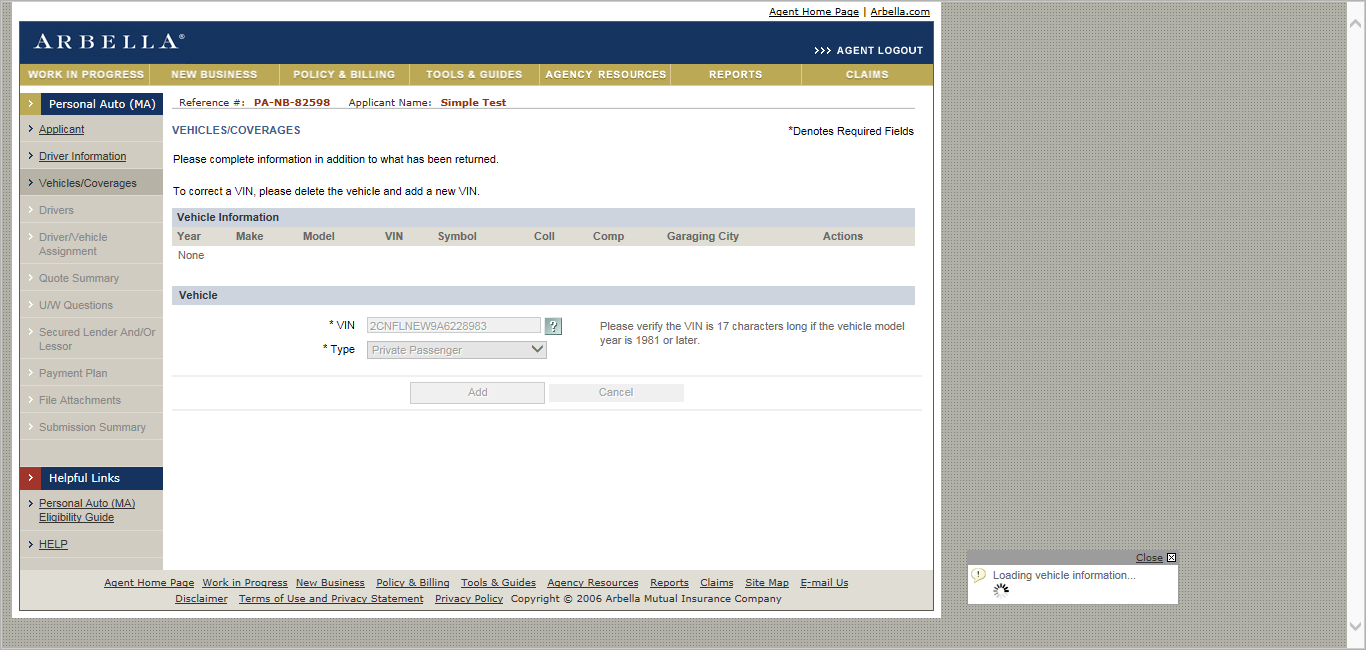 Agent Home Page | Arbella.com
ARBELLA®
>>> AGENT LOGOUT
WORK IN PROGRESS NEW BUSINESS POLICY & BILLING TOOLS & GUIDES AGENCY RESOURCES REPORTS CLAIMS
Personal Auto (MA)
Applicant
Driver Information
Vehicles/Coverages
Drivers
Driver/Vehicle
Assignment
Quote Summary
U/W Questions
Secured Lender And/Or
Lessor
Payment Plan
File Attachments
Submission Summary
Helpful Links
Personal Auto (MA)
Eligibility Guide
HELP
Reference #: PA-NB-82598 Applicant Name: Simple Test
VEHICLES/COVERAGES
*Denotes Required Fields
Please complete information in addition to what has been returned.
To correct a VIN, please delete the vehicle and add a new VIN.
Vehicle Information
Year Make Model VIN Symbol Coll Comp Garaging City Actions
None
Vehicle
* VIN 2CNFLNEW9A6228983 ?
Please verify the VIN is 17 characters long if the vehicle model
year is 1981 or later.
* Type Private Passenger
Add Cancel
Close
Loading vehicle information...
Agent Home Page Work in Progress New Business Policy & Billing Tools & Guides Agency Resources Reports Claims Site Map E-mail Us
Disclaimer Terms of Use and Privacy Statement Privacy Policy Copyright © 2006 Arbella Mutual Insurance Company